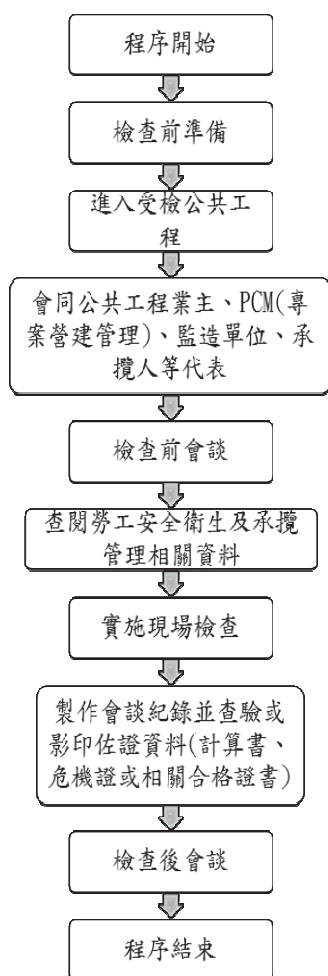 程序開始
檢查前準備
進入受檢公共工
程
會同公共工程業主、PCM(專
案營建管理)、監造單位、承
攬人等代表
檢查前會談
查閱勞工安全衛生及承攬
管理相關資料
實施現場檢查
製作會談紀錄並查驗或
影印佐證資料(計算書、
危機證或相關合格證書)
檢查後會談
程序結束